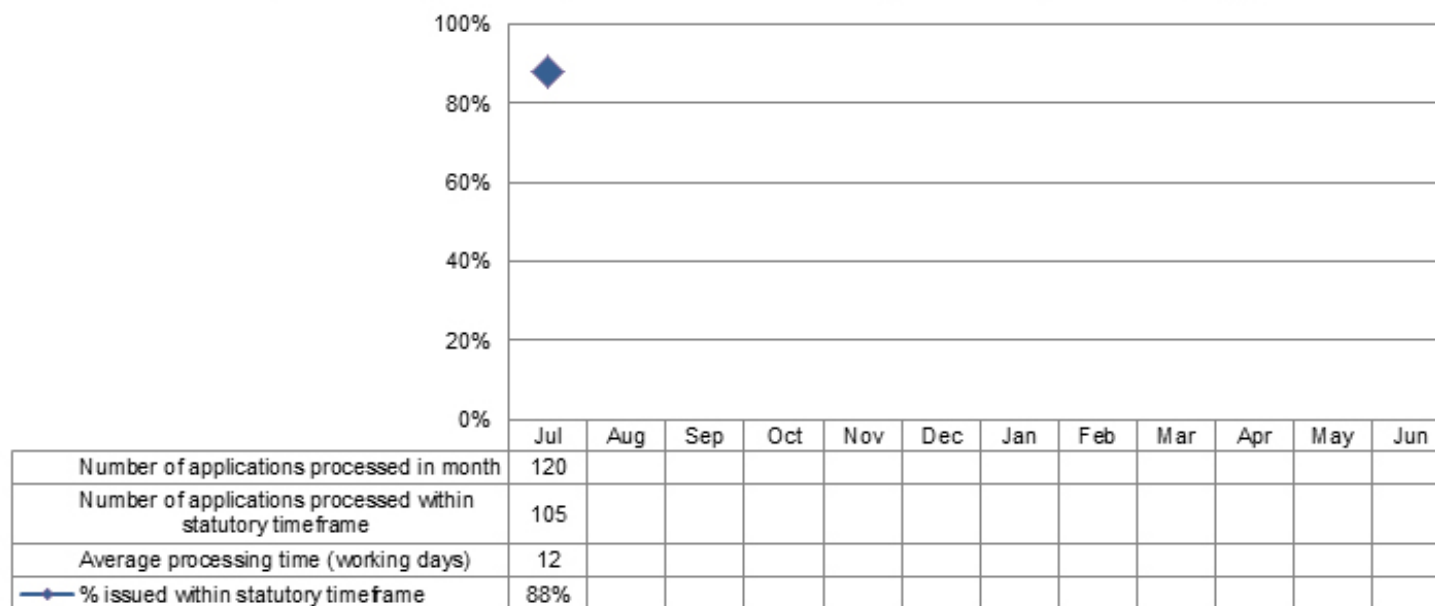 100%
80%
60%
40%
20%
0%
Jul Aug Sep Oct Nov Dec Jan Feb Mar Apr May Jun
Number of applications processed in month 120
Number of applications processed within
statutory timeframe 105
Average processing time (working days) 12
% issued within statutory timeframe 88%